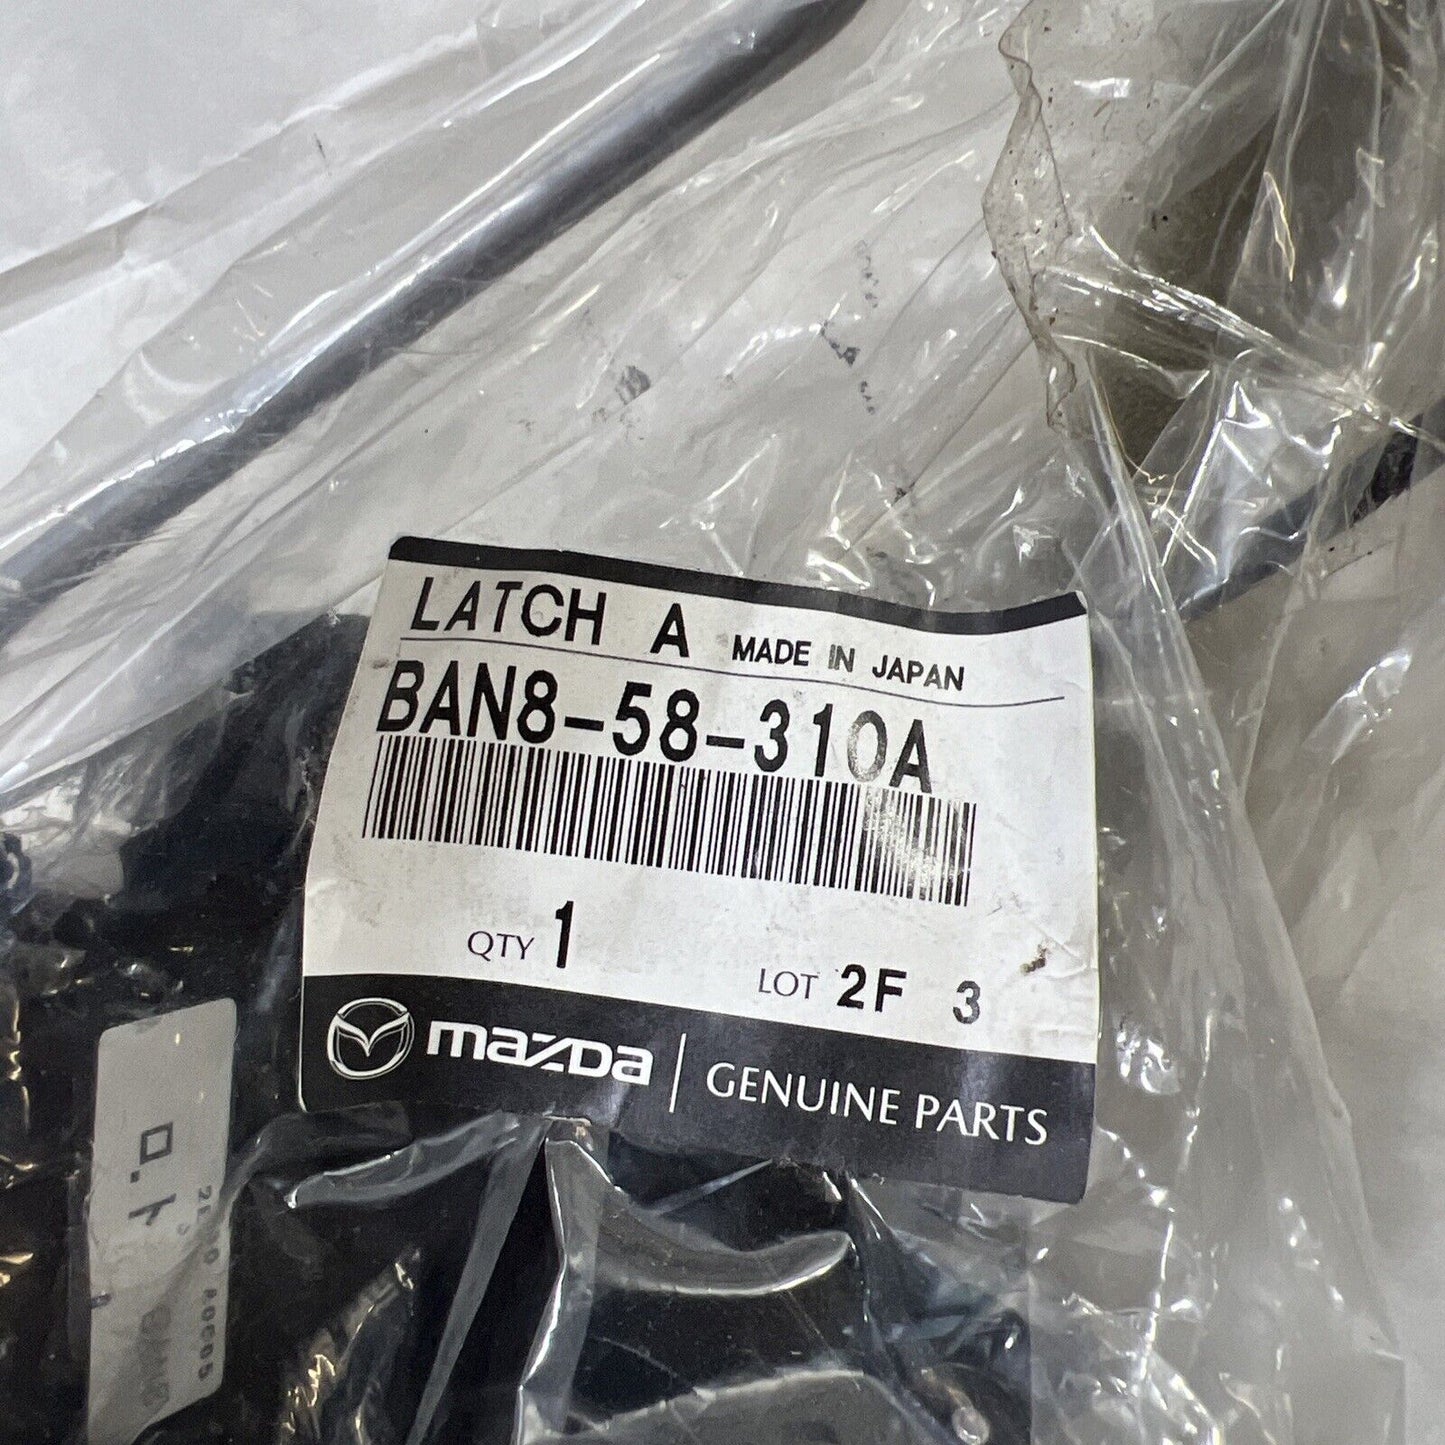 LATCH A MADE IN JAPAN
BAN8-58-310A
QTY 1 LOT 2F 3
mazda GENUINE PARTS